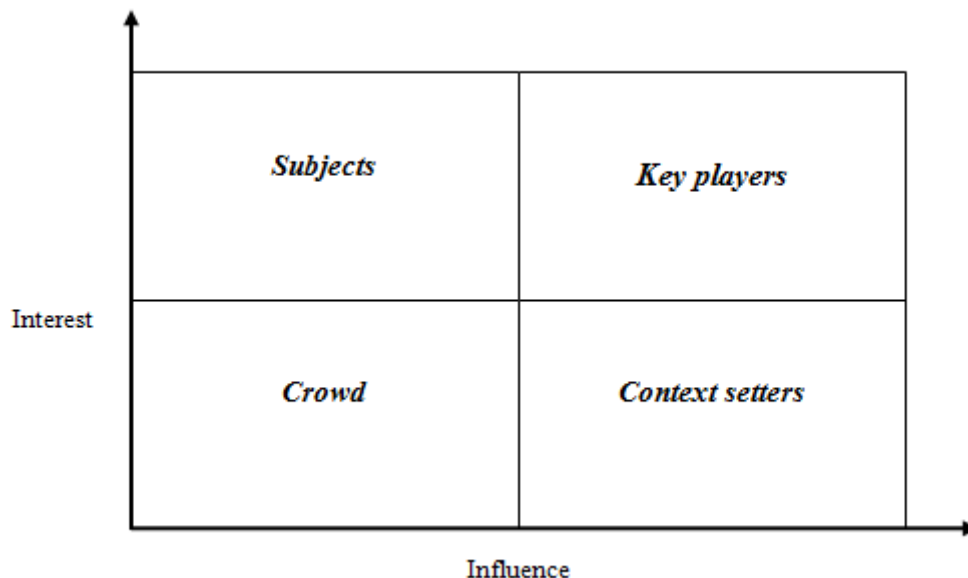 Subjects
Key players
Interest
Crowd
Context setters
Influence